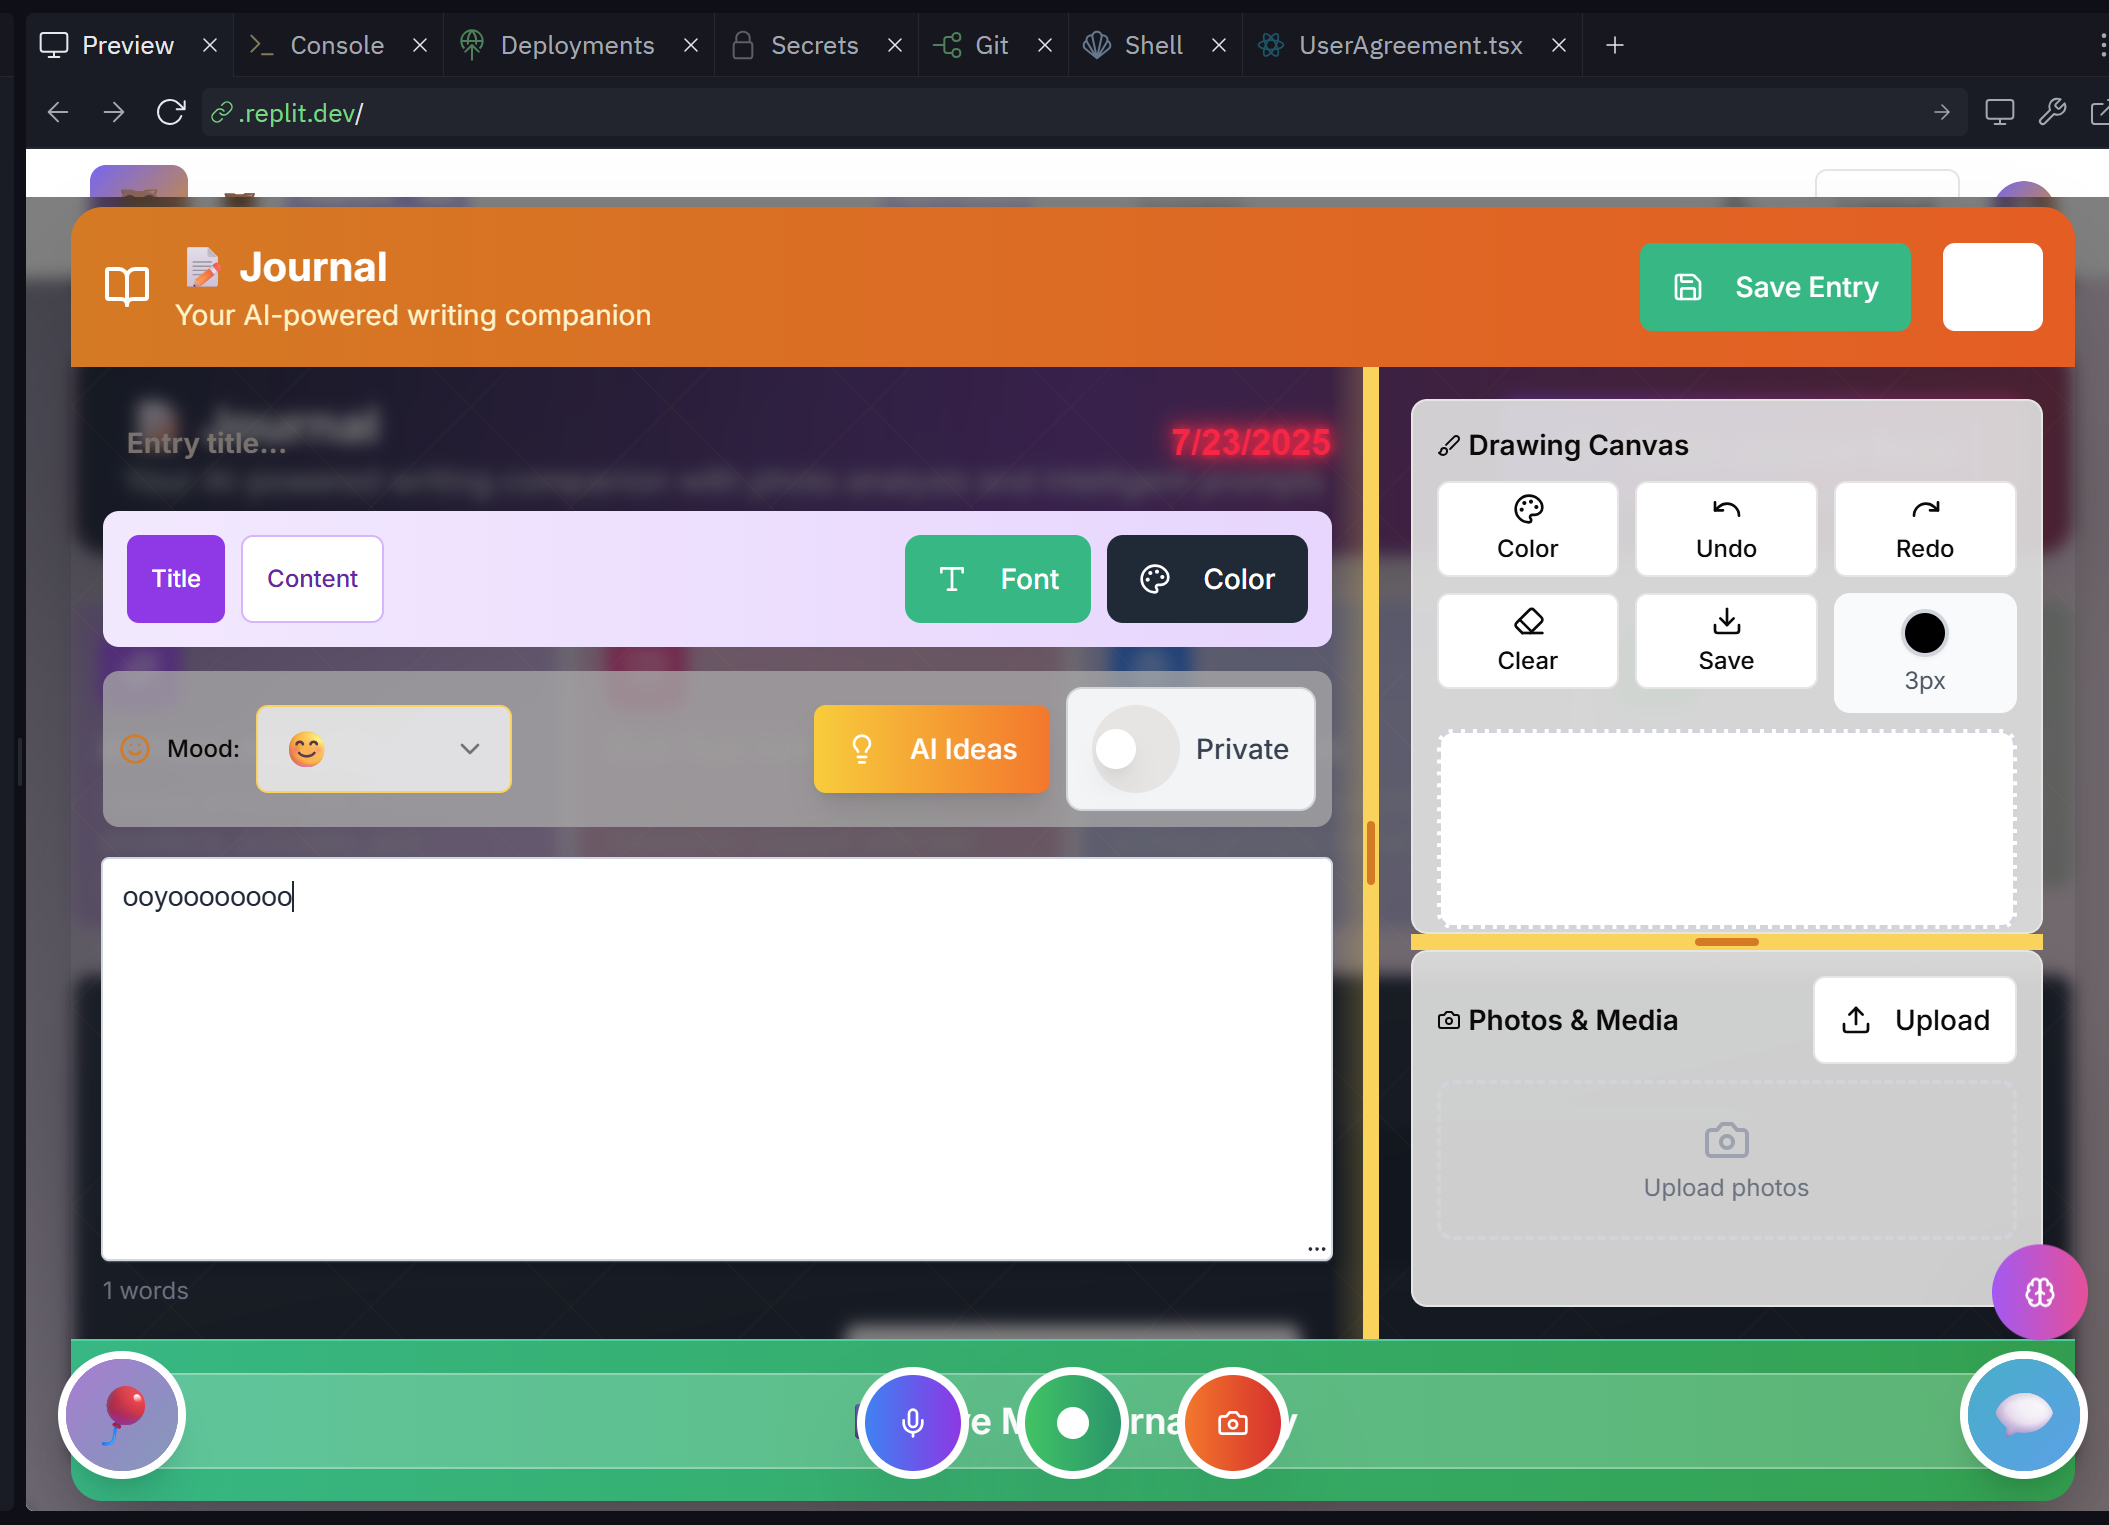 Preview
Console
Deployments
Secrets
Git
Shell
UserAgreement.tsx
.replit.dev/
📝 Journal
Your AI-powered writing companion
Save Entry
Entry title...
7/23/2025
Title
Content
Font
Color
Mood:
😊
AI Ideas
Private
ooyoooooooo
1 words
Drawing Canvas
Color
Undo
Redo
Clear
Save
3px
Photos & Media
Upload
Upload photos